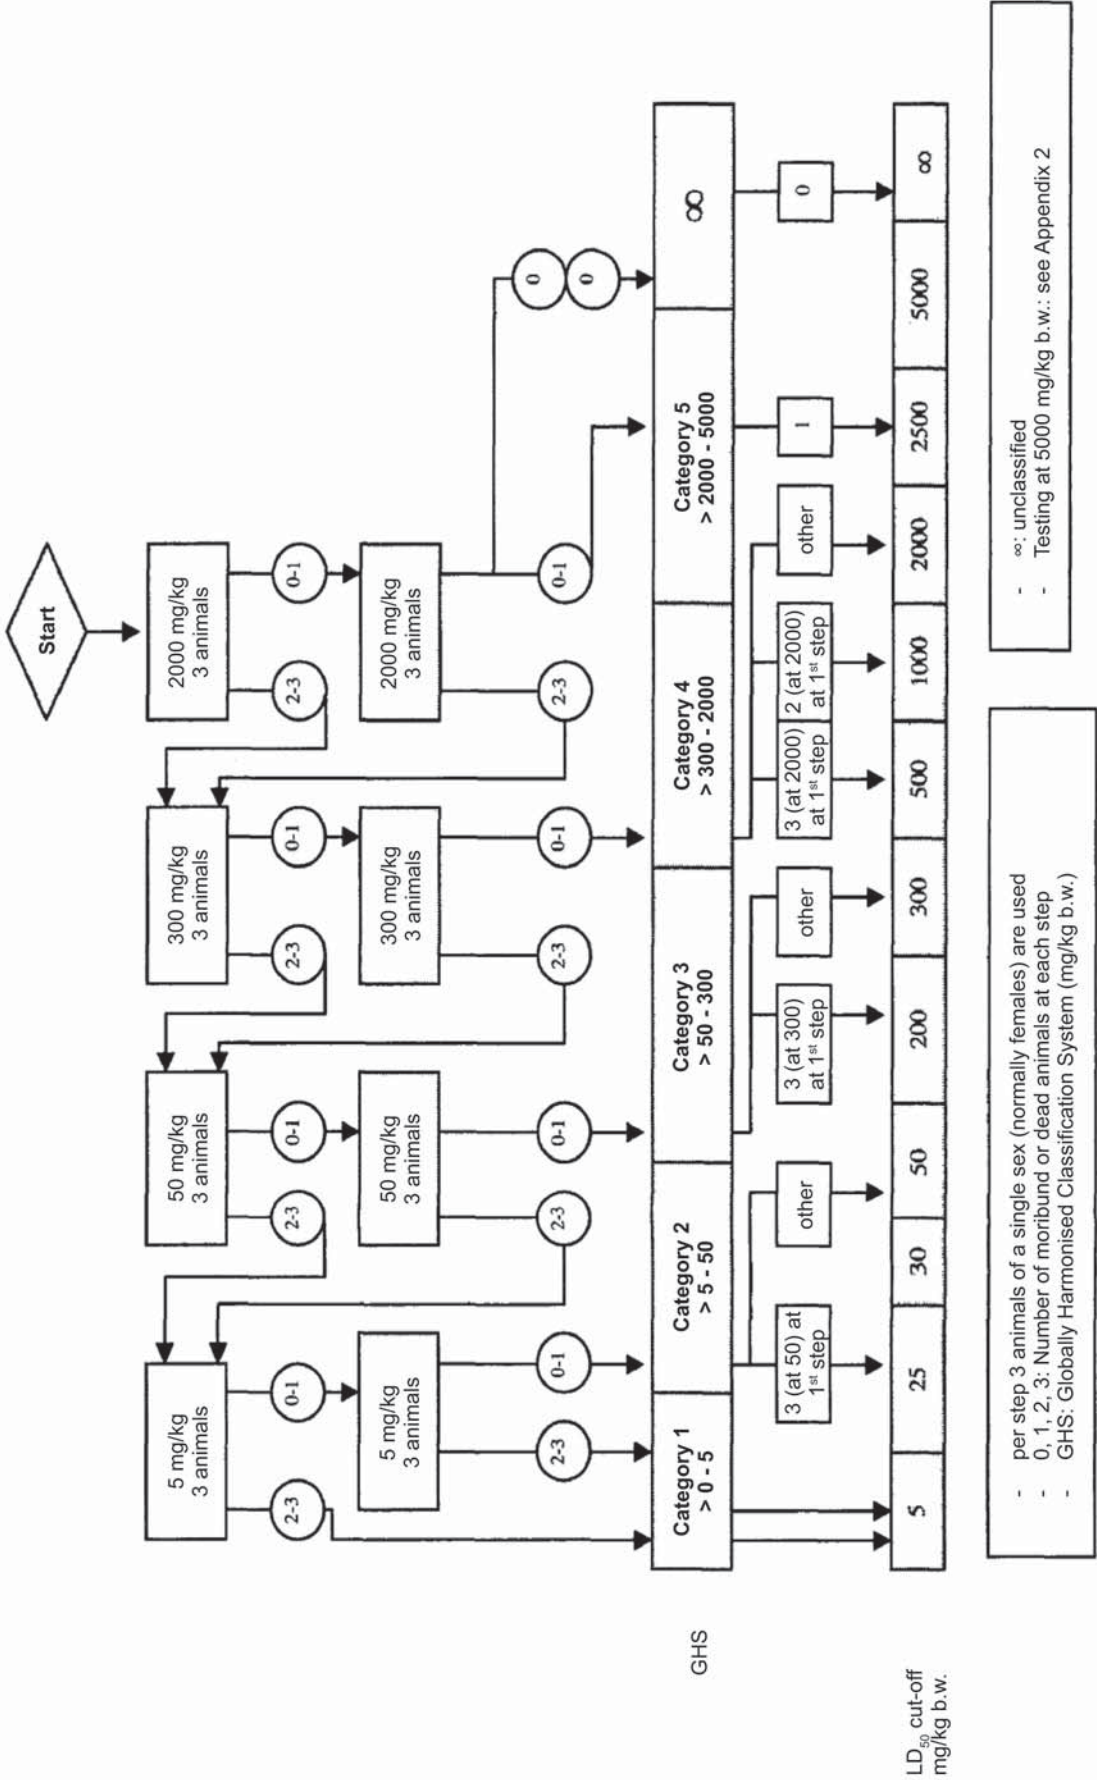 Start
5 mg/kg
3 animals
50 mg/kg
3 animals
300 mg/kg
3 animals
2000 mg/kg
3 animals
2-3
0-1
2-3
0-1
2-3
0-1
2-3
0-1
5 mg/kg
3 animals
50 mg/kg
3 animals
300 mg/kg
3 animals
2000 mg/kg
3 animals
2-3
0-1
2-3
0-1
2-3
0-1
2-3
0-1
0
0
GHS
Category 1
> 0 - 5
Category 2
> 5 - 50
Category 3
> 50 - 300
Category 4
> 300 - 2000
Category 5
> 2000 - 5000
∞
3 (at 50) at
1st step
other
3 (at 300)
at 1st step
other
3 (at 2000)
at 1st step
2 (at 2000)
at 1st step
other
1
0
LD50 cut-off
mg/kg b.w.
5
25
30
50
200
300
500
1000
2000
2500
5000
∞
- per step 3 animals of a single sex (normally females) are used
- 0, 1, 2, 3: Number of moribund or dead animals at each step
- GHS: Globally Harmonised Classification System (mg/kg b.w.)
- ∞: unclassified
- Testing at 5000 mg/kg b.w.: see Appendix 2